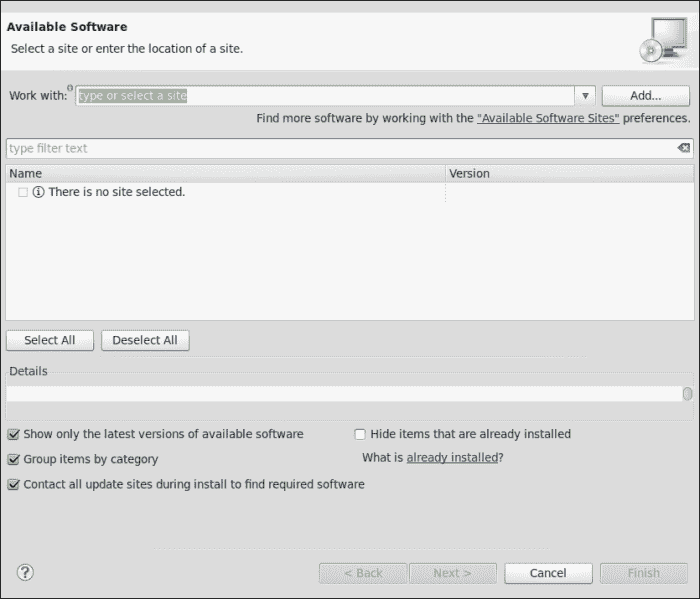 Available Software
Select a site or enter the location of a site.
Work with: type or select a site Add...
Find more software by working with the "Available Software Sites" preferences.
type filter text
Name Version
There is no site selected.
Select All Deselect All
Details
Show only the latest versions of available software Hide items that are already installed
Group items by category What is already installed?
Contact all update sites during install to find required software
? < Back Next > Cancel Finish